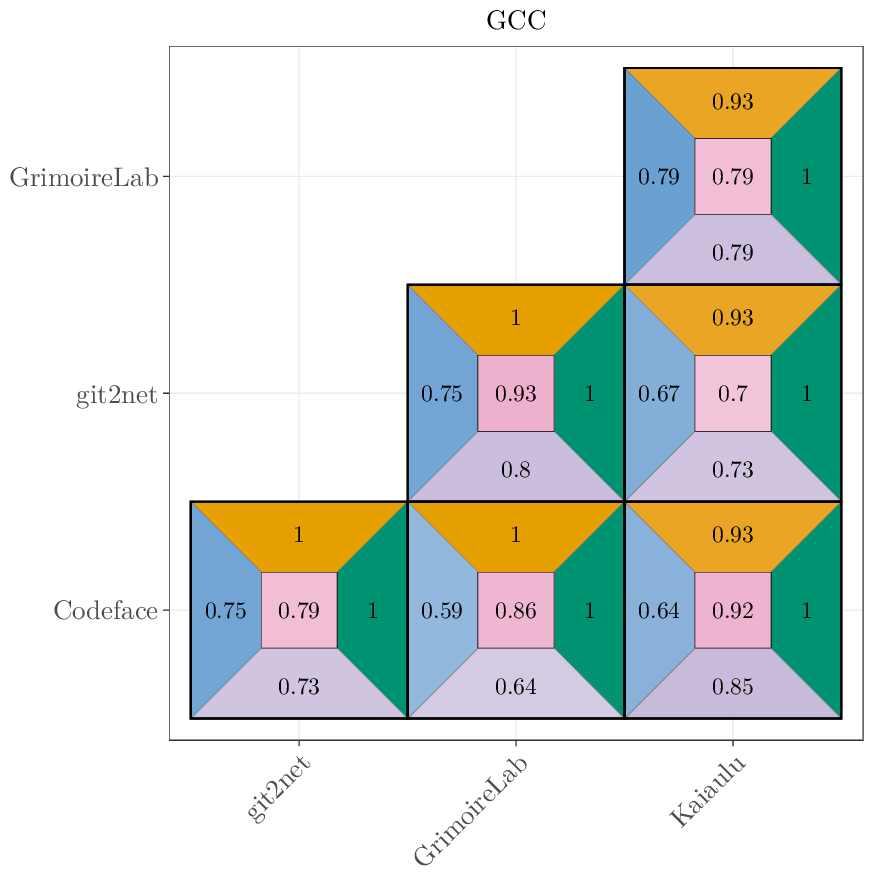 GCC
0.93
GrimoireLab
0.79 0.79 1
0.79
1 0.93
git2net
0.75 0.93 1 0.67 0.7 1
0.8 0.73
1 1 0.93
Codeface
0.75 0.79 1 0.59 0.86 1 0.64 0.92 1
0.73 0.64 0.85
git2net
GrimoireLab
Kaiaulu